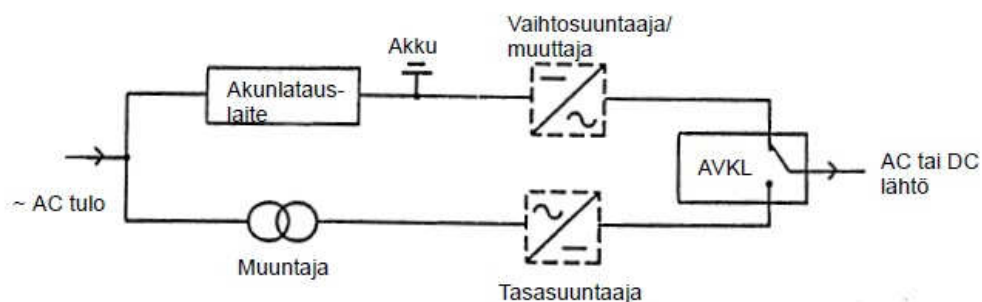 Vaihtosuuntaaja/
muuttaja
Akku
Akunlataus-
laite
AVKL
AC tai DC
lähtö
~ AC tulo
Muuntaja
Tasasuuntaaja